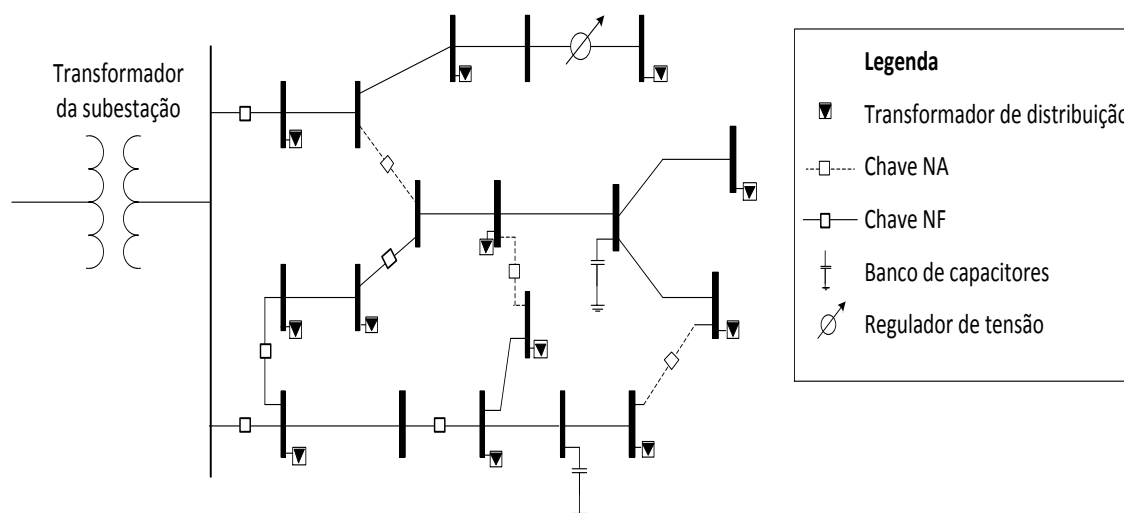 Transformador
da subestação
Legenda
Transformador de distribuição
Chave NA
Chave NF
Banco de capacitores
Regulador de tensão